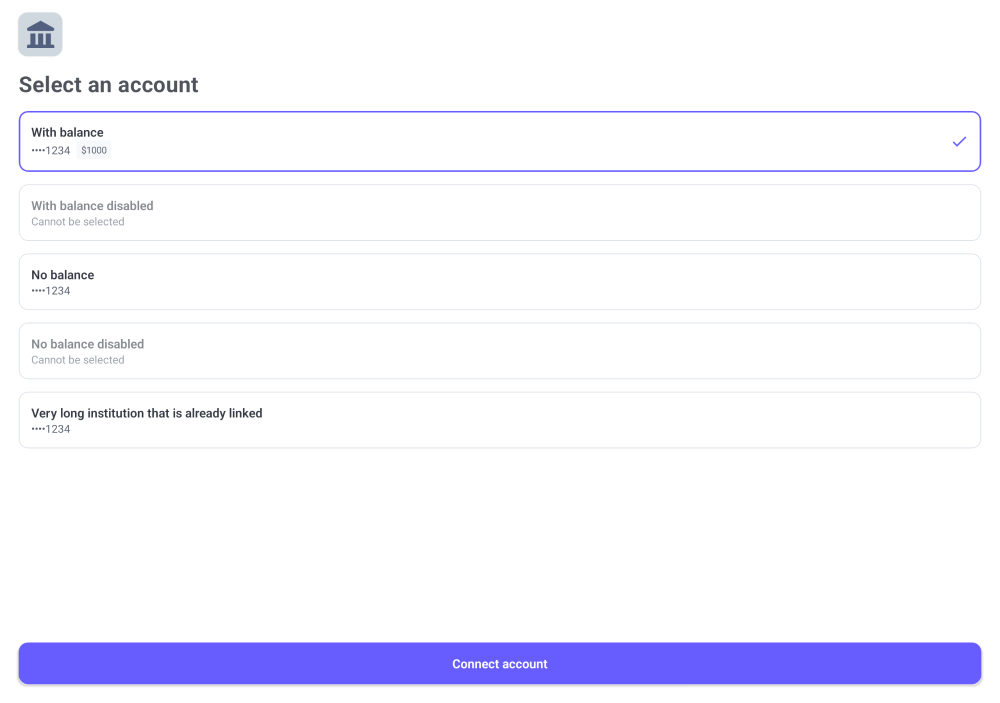 Select an account
With balance
••••1234 $1000
With balance disabled
Cannot be selected
No balance
••••1234
No balance disabled
Cannot be selected
Very long institution that is already linked
••••1234
Connect account